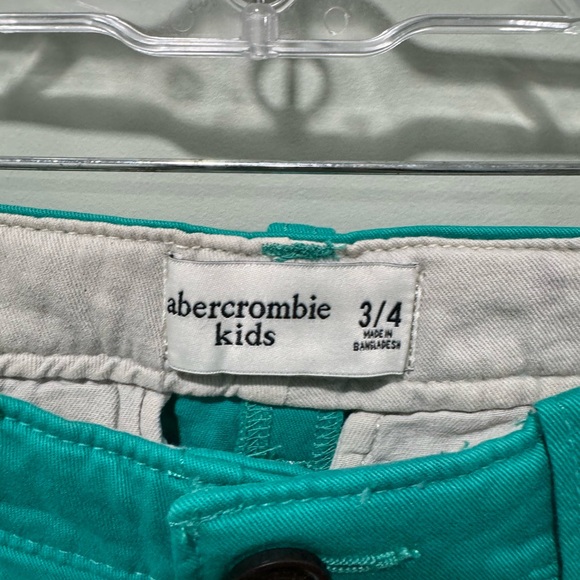 abercrombie
kids
3/4
MADE IN
BANGLADESH